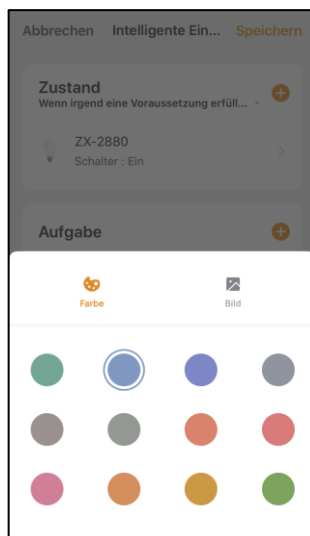 Abbrechen Intelligente Ein... Speichern
Zustand
Wenn irgend eine Voraussetzung erfüll...
ZX-2880
Schalter : Ein
Aufgabe
Farbe Bild